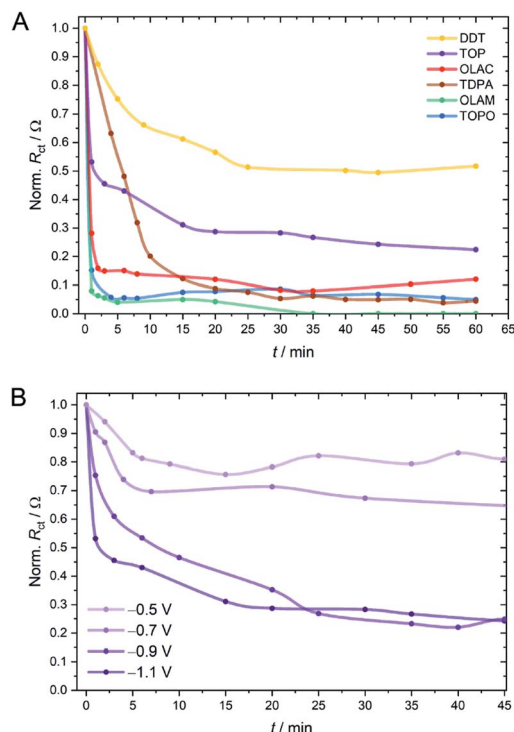 A
1.0
0.9
0.8
0.7
0.6
0.5
0.4
0.3
0.2
0.1
0.0
Norm. Rct / Ω
DDT
TOP
OLAC
TDPA
OLAM
TOPO
0 5 10 15 20 25 30 35 40 45 50 55 60 65
t / min
B
1.0
0.9
0.8
0.7
0.6
0.5
0.4
0.3
0.2
0.1
0.0
Norm. Rct / Ω
−0.5 V
−0.7 V
−0.9 V
−1.1 V
0 5 10 15 20 25 30 35 40 45
t / min